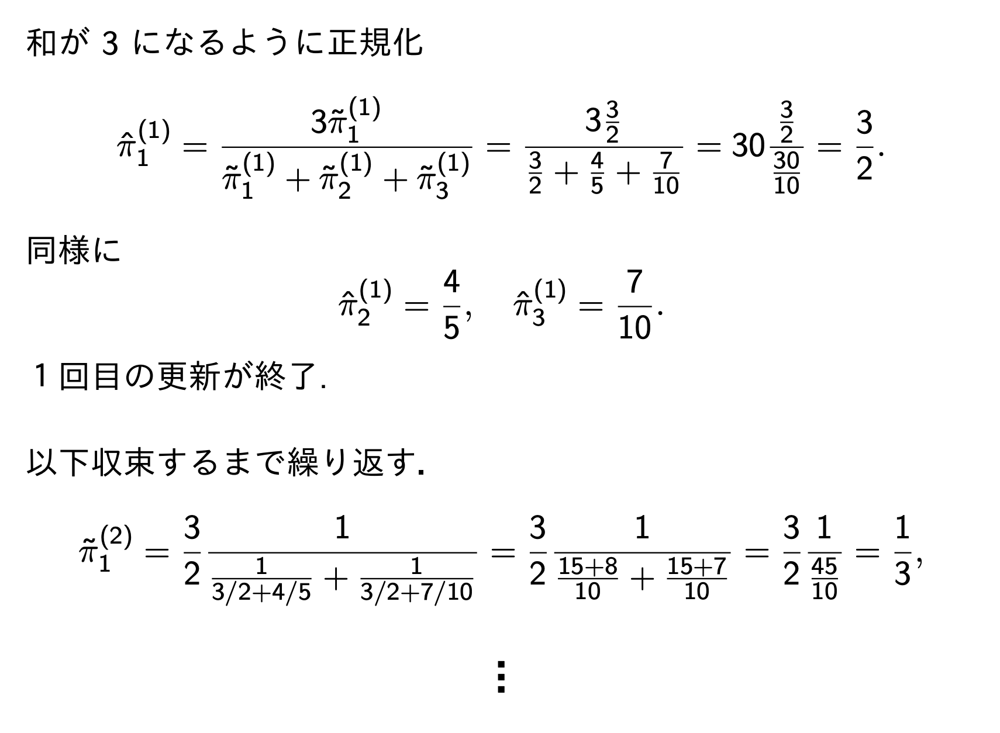 和が 3 になるように正規化
$\hat{\pi}_1^{(1)} = \frac{3\tilde{\pi}_1^{(1)}}{\tilde{\pi}_1^{(1)} + \tilde{\pi}_2^{(1)} + \tilde{\pi}_3^{(1)}} = \frac{3\frac{3}{2}}{\frac{3}{2} + \frac{4}{5} + \frac{7}{10}} = 30\frac{\frac{3}{2}}{\frac{30}{10}} = \frac{3}{2}.$
同様に
$\hat{\pi}_2^{(1)} = \frac{4}{5}, \quad \hat{\pi}_3^{(1)} = \frac{7}{10}.$
1 回目の更新が終了.
以下収束するまで繰り返す.
$\tilde{\pi}_1^{(2)} = \frac{3}{2}\frac{1}{\frac{1}{3/2+4/5} + \frac{1}{3/2+7/10}} = \frac{3}{2}\frac{1}{\frac{15+8}{10} + \frac{15+7}{10}} = \frac{3}{2}\frac{1}{\frac{45}{10}} = \frac{1}{3},$
⋮